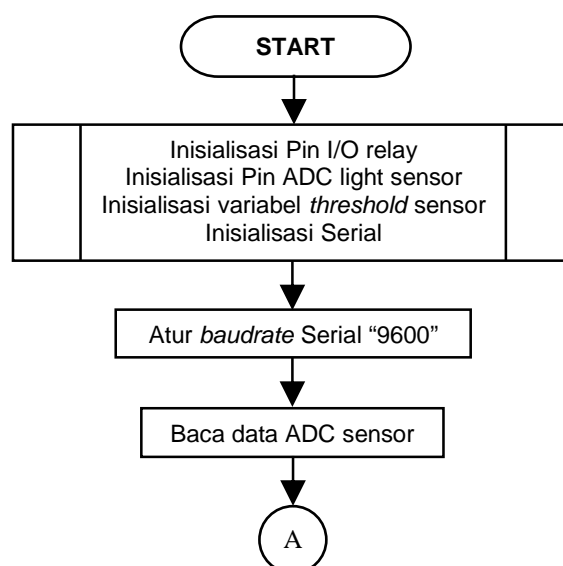 START
Inisialisasi Pin I/O relay
Inisialisasi Pin ADC light sensor
Inisialisasi variabel threshold sensor
Inisialisasi Serial
Atur baudrate Serial “9600”
Baca data ADC sensor
A